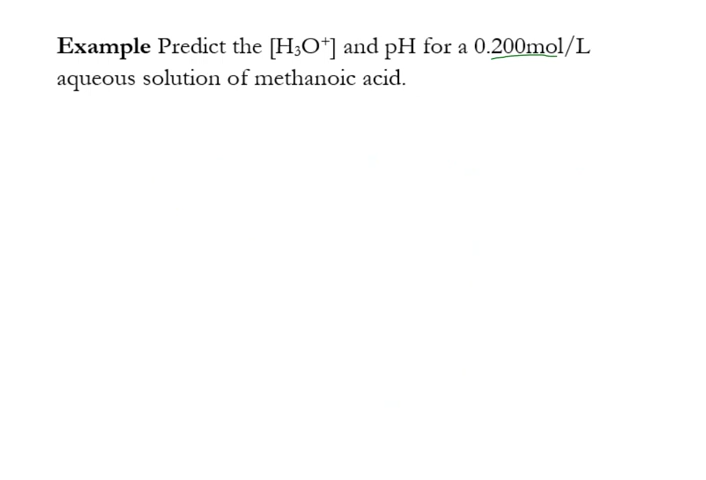 Example Predict the [H₃O⁺] and pH for a 0.200mol/L
aqueous solution of methanoic acid.